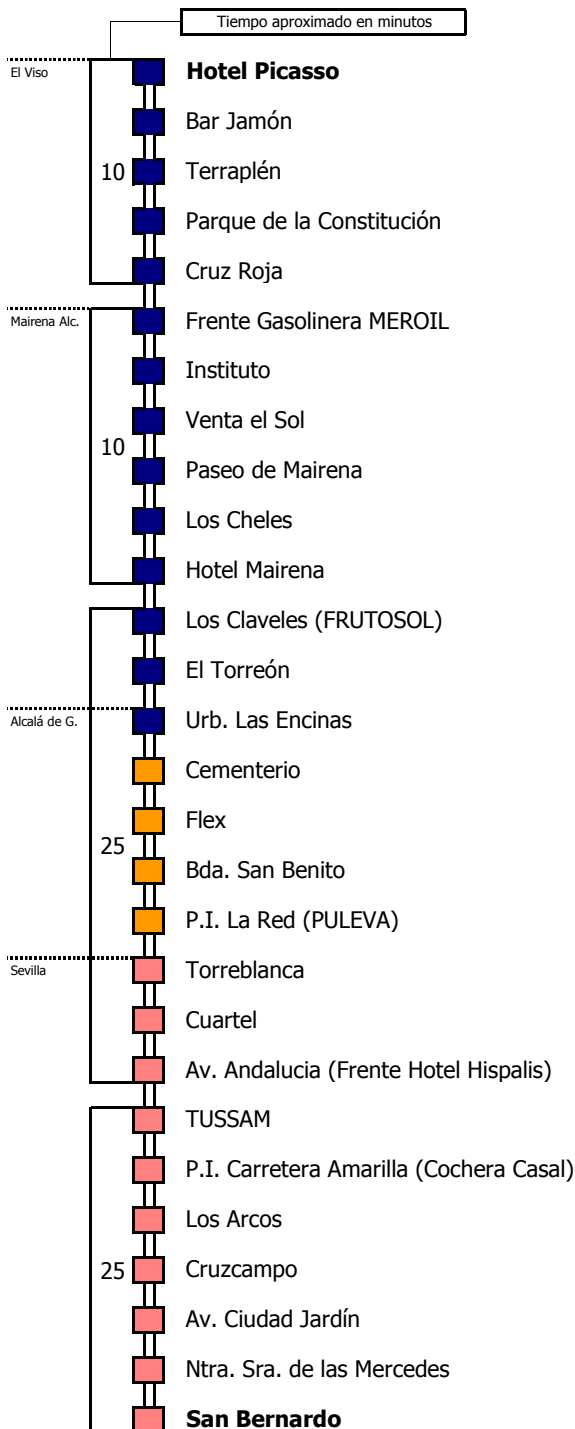 Tiempo aproximado en minutos
El Viso
Hotel Picasso
Bar Jamón
10
Terraplén
Parque de la Constitución
Cruz Roja
Mairena Alc.
Frente Gasolinera MEROIL
Instituto
Venta el Sol
10
Paseo de Mairena
Los Cheles
Hotel Mairena
Los Claveles (FRUTOSOL)
El Torreón
Alcalá de G.
Urb. Las Encinas
Cementerio
Flex
25
Bda. San Benito
P.I. La Red (PULEVA)
Sevilla
Torreblanca
Cuartel
Av. Andalucia (Frente Hotel Hispalis)
TUSSAM
P.I. Carretera Amarilla (Cochera Casal)
Los Arcos
25
Cruzcampo
Av. Ciudad Jardín
Ntra. Sra. de las Mercedes
San Bernardo